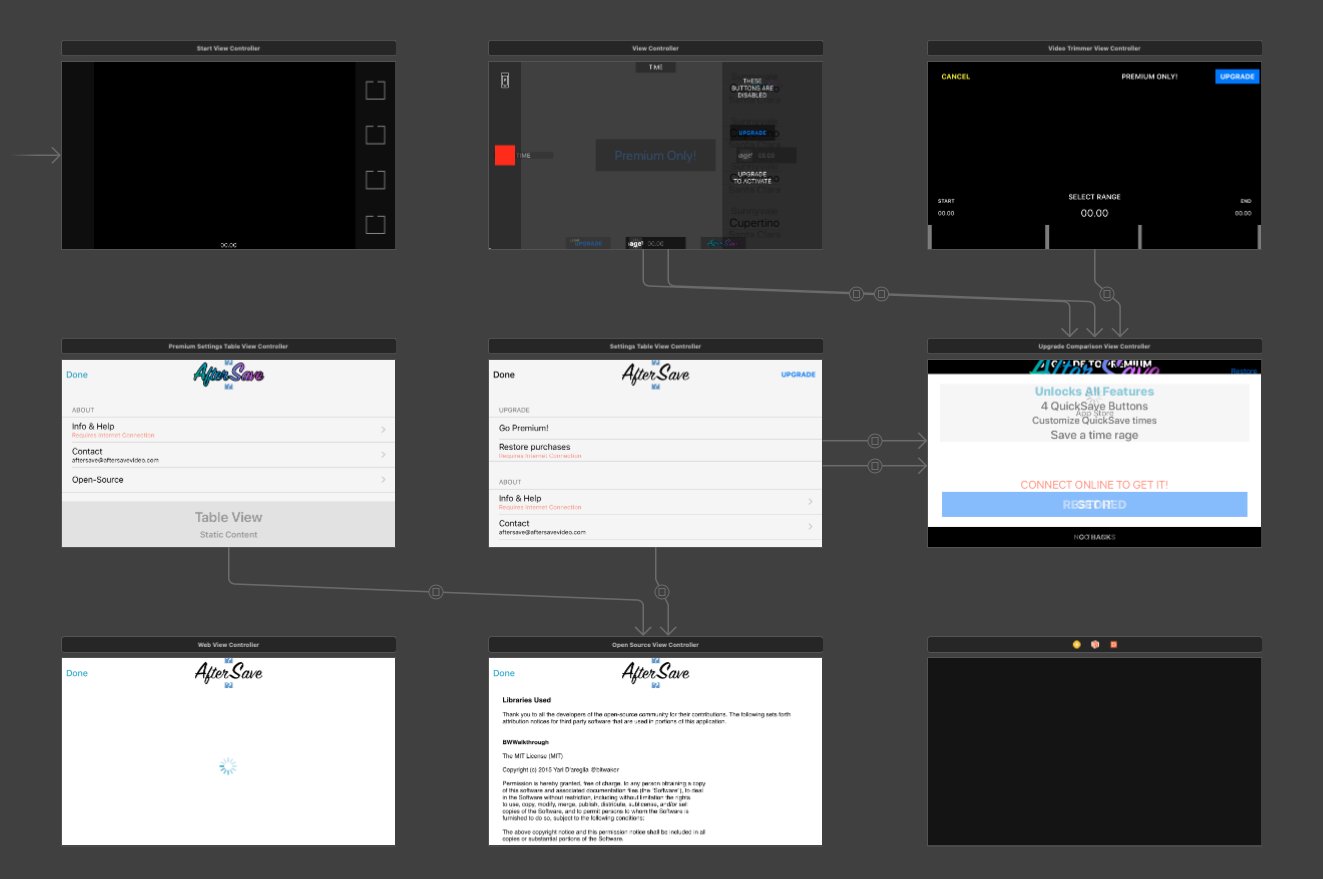 Start View Controller
00.00
View Controller
TIME
THESE
BUTTONS ARE
DISABLED
UPGRADE
TIME
Premium Only!
age' 00.00
UPGRADE
TO ACTIVATE
Cupertino
UPGRADE
age' 00.00
Video Trimmer View Controller
CANCEL
PREMIUM ONLY!
UPGRADE
SELECT RANGE
START
END
00.00
00.00
00.00
Premium Settings Table View Controller
Done
AfterSave
ABOUT
Info & Help
Requires Internet Connection
Contact
aftersave@aftersavevideo.com
Open-Source
Table View
Static Content
Settings Table View Controller
Done
AfterSave
UPGRADE
UPGRADE
Go Premium!
Restore purchases
Requires Internet Connection
ABOUT
Info & Help
Requires Internet Connection
Contact
aftersave@aftersavevideo.com
Upgrade Comparison View Controller
Restore
Unlocks All Features
4 QuickSave Buttons
App Store
Customize QuickSave times
Save a time rage
CONNECT ONLINE TO GET IT!
GET IT
Web View Controller
Done
AfterSave
Open Source View Controller
Done
AfterSave
Libraries Used
Thank you to all the developers of the open-source community for their contributions. The following sets forth
attribution notices for third party software that are used in portions of this application.
BWWalkthrough
The MIT License (MIT)
Copyright (c) 2015 Yari D'areglia @bitwaker
Permission is hereby granted, free of charge, to any person obtaining a copy
of this software and associated documentation files (the "Software"), to deal
in the Software without restriction, including without limitation the rights
to use, copy, modify, merge, publish, distribute, sublicense, and/or sell
copies of the Software, and to permit persons to whom the Software is
furnished to do so, subject to the following conditions:
The above copyright notice and this permission notice shall be included in all
copies or substantial portions of the Software.